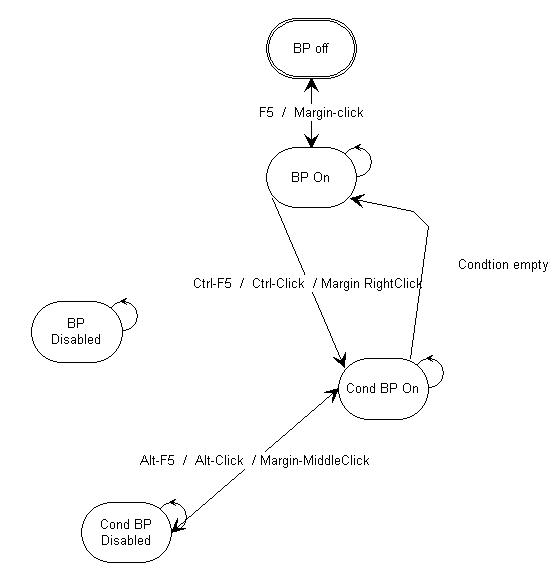 BP off
F5 / Margin-click
BP On
Condtion empty
Ctrl-F5 / Ctrl-Click / Margin RightClick
BP
Disabled
Cond BP On
Alt-F5 / Alt-Click / Margin-MiddleClick
Cond BP
Disabled